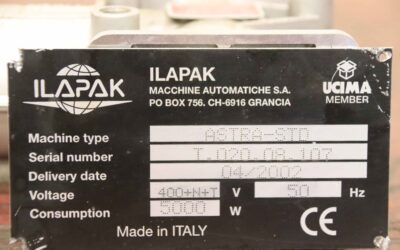 ILAPAK
ILAPAK
MACCHINE AUTOMATICHE S.A.
PO BOX 756. CH-6916 GRANCIA
UCIMA
MEMBER
Machine type ASTRA-STD
Serial number T.020.08.107
Delivery date 04/2002
Voltage 400+N+T V 50 Hz
Consumption 5000 W
CE
Made in ITALY